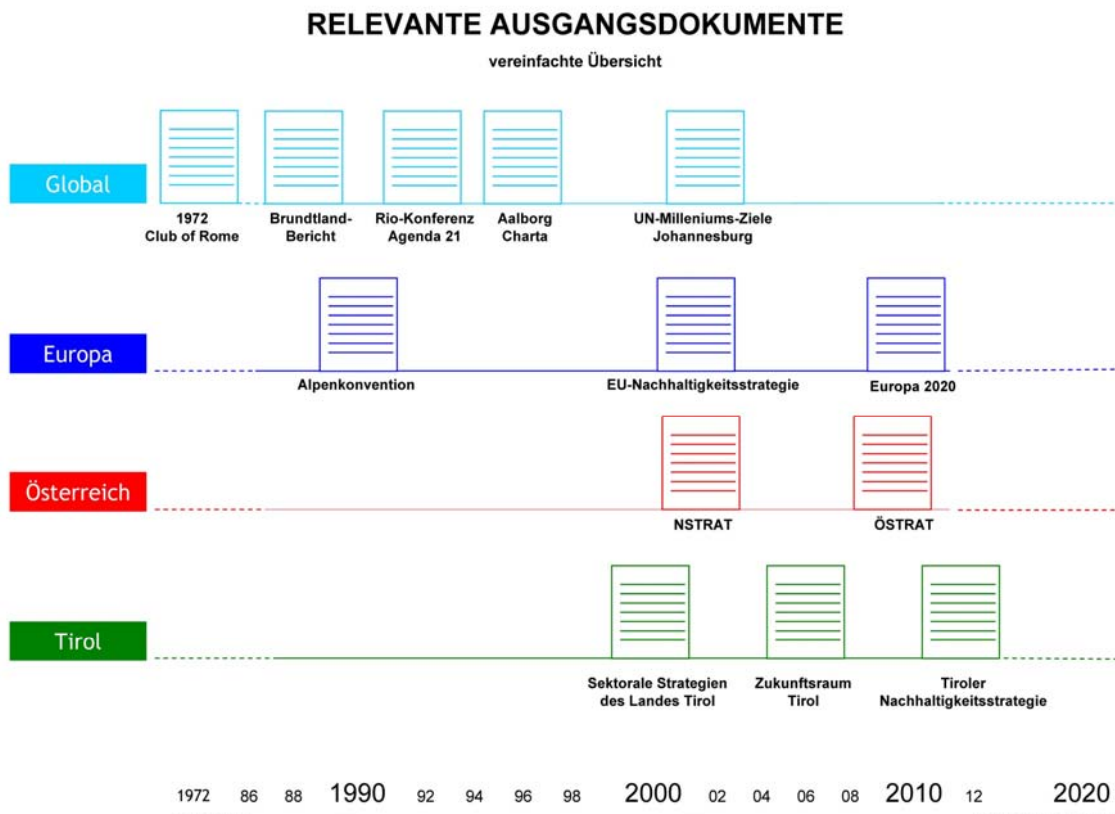 RELEVANTE AUSGANGSDOKUMENTE
vereinfachte Übersicht
Global
1972
Club of Rome
Brundtland-
Bericht
Rio-Konferenz
Agenda 21
Aalborg
Charta
UN-Milleniums-Ziele
Johannesburg
Europa
Alpenkonvention
EU-Nachhaltigkeitsstrategie
Europa 2020
Österreich
NSTRAT
ÖSTRAT
Tirol
Sektorale Strategien
des Landes Tirol
Zukunftsraum
Tirol
Tiroler
Nachhaltigkeitsstrategie
1972 86 88 1990 92 94 96 98 2000 02 04 06 08 2010 12 2020